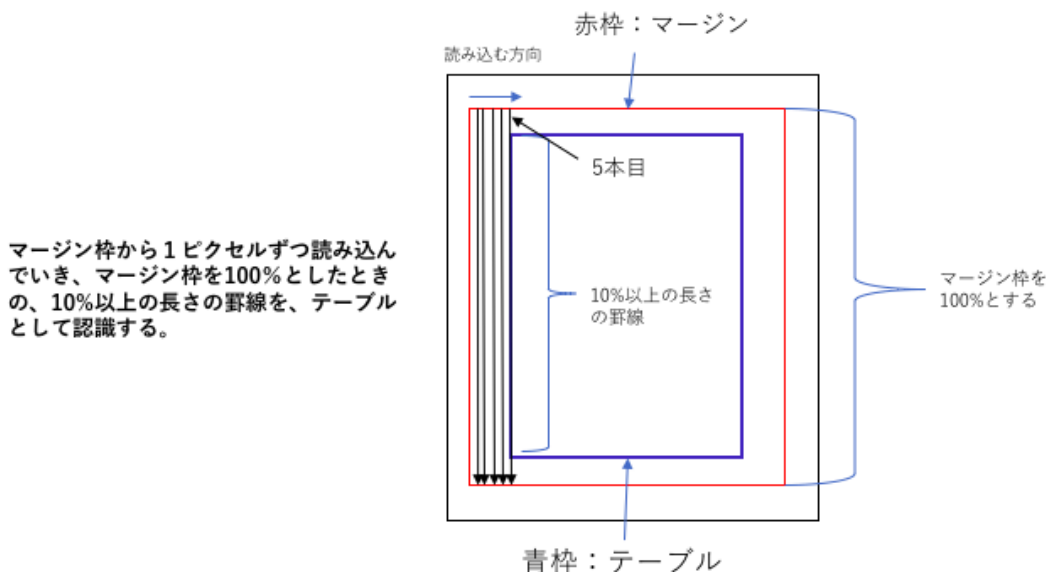 赤枠：マージン
読み込む方向
5本目
マージン枠から１ピクセルずつ読み込ん
でいき、マージン枠を100%としたとき
の、10%以上の長さの罫線を、テーブル
として認識する。
10%以上の長さ
の罫線
マージン枠を
100%とする
青枠：テーブル